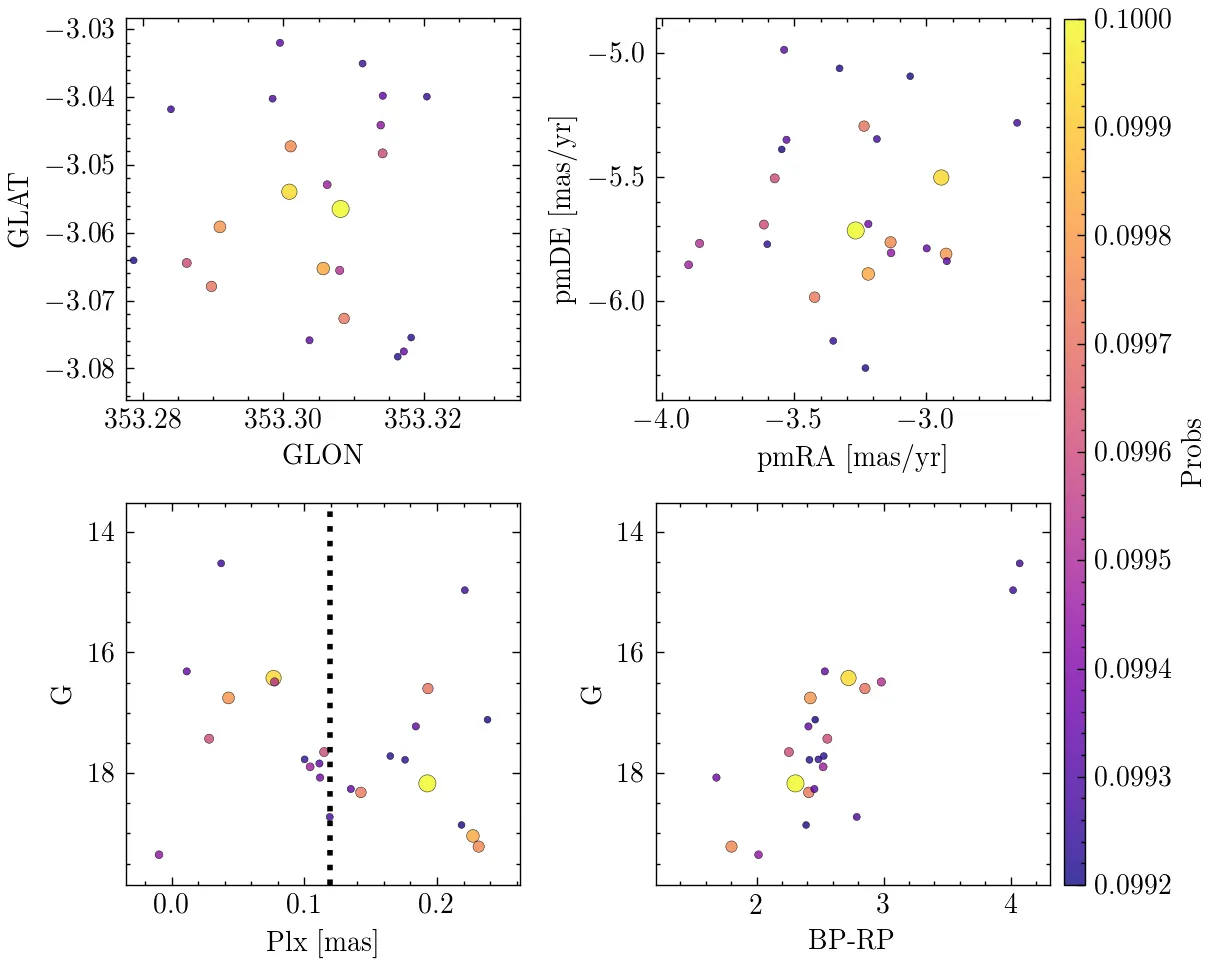 −3.03
−3.04
−3.05
−3.06
−3.07
−3.08
GLAT
353.28 353.30 353.32
GLON
−5.0
−5.5
−6.0
pmDE [mas/yr]
−4.0 −3.5 −3.0
pmRA [mas/yr]
14
16
18
G
0.0 0.1 0.2
Plx [mas]
14
16
18
G
2 3 4
BP-RP
0.1000
0.0999
0.0998
0.0997
0.0996
0.0995
0.0994
0.0993
0.0992
Probs